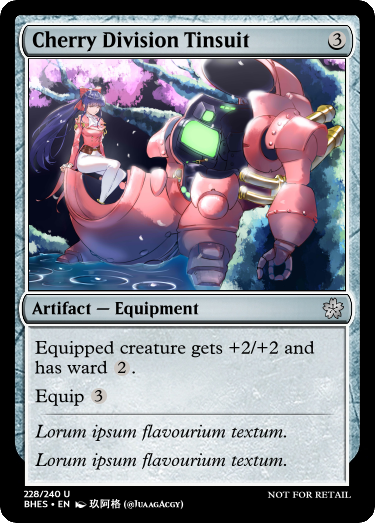 Cherry Division Tinsuit 3
Artifact — Equipment
Equipped creature gets +2/+2 and
has ward 2.
Equip 3
Lorum ipsum flavourium textum.
Lorum ipsum flavourium textum.
228/240 U
BHES • EN 玖阿格 (@IuaagAcgy)
NOT FOR RETAIL